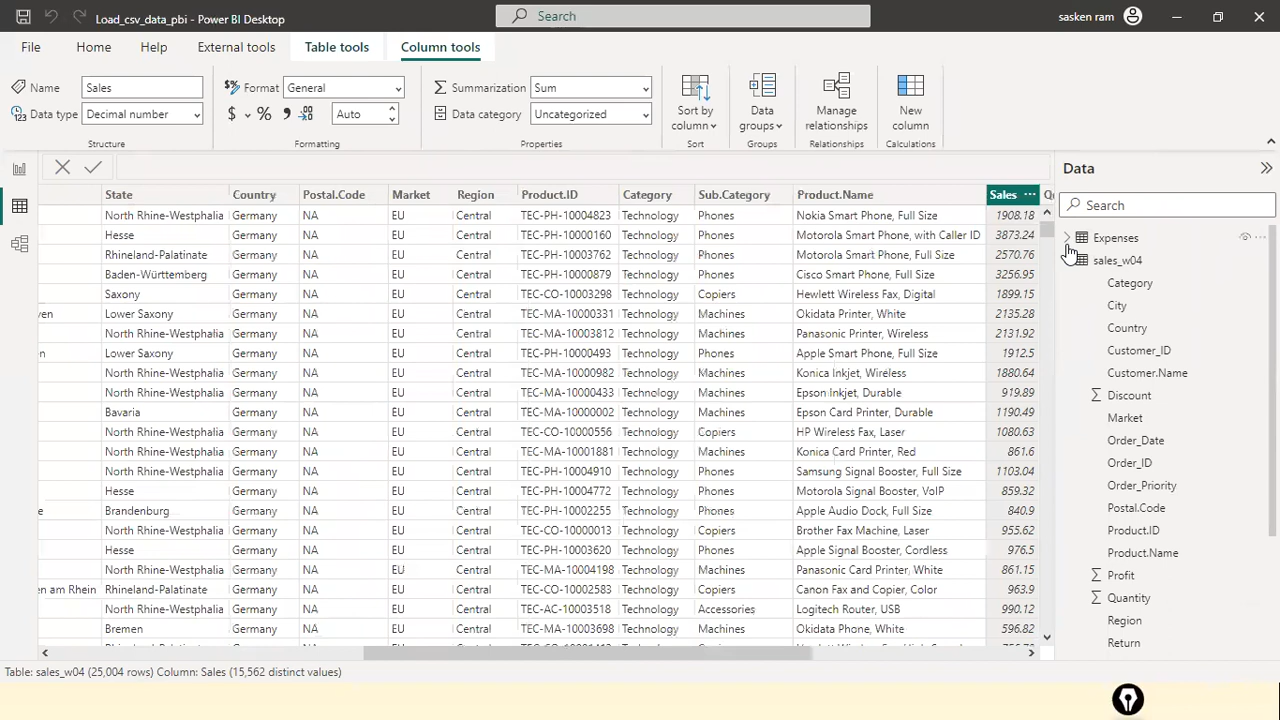 Load_csv_data_pbi - Power BI Desktop
Search
sasken ram
File Home Help External tools Table tools Column tools
Name Sales
Format General
Summarization Sum
Data type Decimal number
$ % Auto
Data category Uncategorized
Sort by column
Data groups
Manage relationships
New column
Structure Formatting Properties Sort Groups Relationships Calculations
State Country Postal.Code Market Region Product.ID Category Sub.Category Product.Name Sales
North Rhine-Westphalia Germany NA EU Central TEC-PH-10004823 Technology Phones Nokia Smart Phone, Full Size 1908.18
Hesse Germany NA EU Central TEC-PH-10000160 Technology Phones Motorola Smart Phone, with Caller ID 3873.24
Rhineland-Palatinate Germany NA EU Central TEC-PH-10003762 Technology Phones Motorola Smart Phone, Full Size 2570.76
Baden-Württemberg Germany NA EU Central TEC-PH-10000879 Technology Phones Cisco Smart Phone, Full Size 3256.95
Saxony Germany NA EU Central TEC-CO-10003298 Technology Copiers Hewlett Wireless Fax, Digital 1899.15
ven Lower Saxony Germany NA EU Central TEC-MA-10000331 Technology Machines Okidata Printer, White 2135.28
North Rhine-Westphalia Germany NA EU Central TEC-MA-10003812 Technology Machines Panasonic Printer, Wireless 2131.92
en Lower Saxony Germany NA EU Central TEC-PH-10000493 Technology Phones Apple Smart Phone, Full Size 1912.5
North Rhine-Westphalia Germany NA EU Central TEC-MA-10000982 Technology Machines Konica Inkjet, Wireless 1880.64
North Rhine-Westphalia Germany NA EU Central TEC-MA-10000433 Technology Machines Epson Inkjet, Durable 919.89
Bavaria Germany NA EU Central TEC-MA-10000002 Technology Machines Epson Card Printer, Durable 1190.49
North Rhine-Westphalia Germany NA EU Central TEC-CO-10000556 Technology Copiers HP Wireless Fax, Laser 1080.63
North Rhine-Westphalia Germany NA EU Central TEC-MA-10001881 Technology Machines Konica Card Printer, Red 861.6
North Rhine-Westphalia Germany NA EU Central TEC-PH-10004910 Technology Phones Samsung Signal Booster, Full Size 1103.04
Hesse Germany NA EU Central TEC-PH-10004772 Technology Phones Motorola Signal Booster, VoIP 859.32
e Brandenburg Germany NA EU Central TEC-PH-10002255 Technology Phones Apple Audio Dock, Full Size 840.9
North Rhine-Westphalia Germany NA EU Central TEC-CO-10000013 Technology Copiers Brother Fax Machine, Laser 955.62
Hesse Germany NA EU Central TEC-PH-10003620 Technology Phones Apple Signal Booster, Cordless 976.5
North Rhine-Westphalia Germany NA EU Central TEC-MA-10004198 Technology Machines Panasonic Card Printer, White 861.15
en am Rhein Rhineland-Palatinate Germany NA EU Central TEC-CO-10002583 Technology Copiers Canon Fax and Copier, Color 963.9
North Rhine-Westphalia Germany NA EU Central TEC-AC-10003518 Technology Accessories Logitech Router, USB 990.12
Bremen Germany NA EU Central TEC-MA-10003698 Technology Machines Okidata Phone, White 596.82
Data
Search
Expenses
sales_w04
Category
City
Country
Customer_ID
Customer.Name
Discount
Market
Order_Date
Order_ID
Order_Priority
Postal.Code
Product.ID
Product.Name
Profit
Quantity
Region
Return
Table: sales_w04 (25,004 rows) Column: Sales (15,562 distinct values)